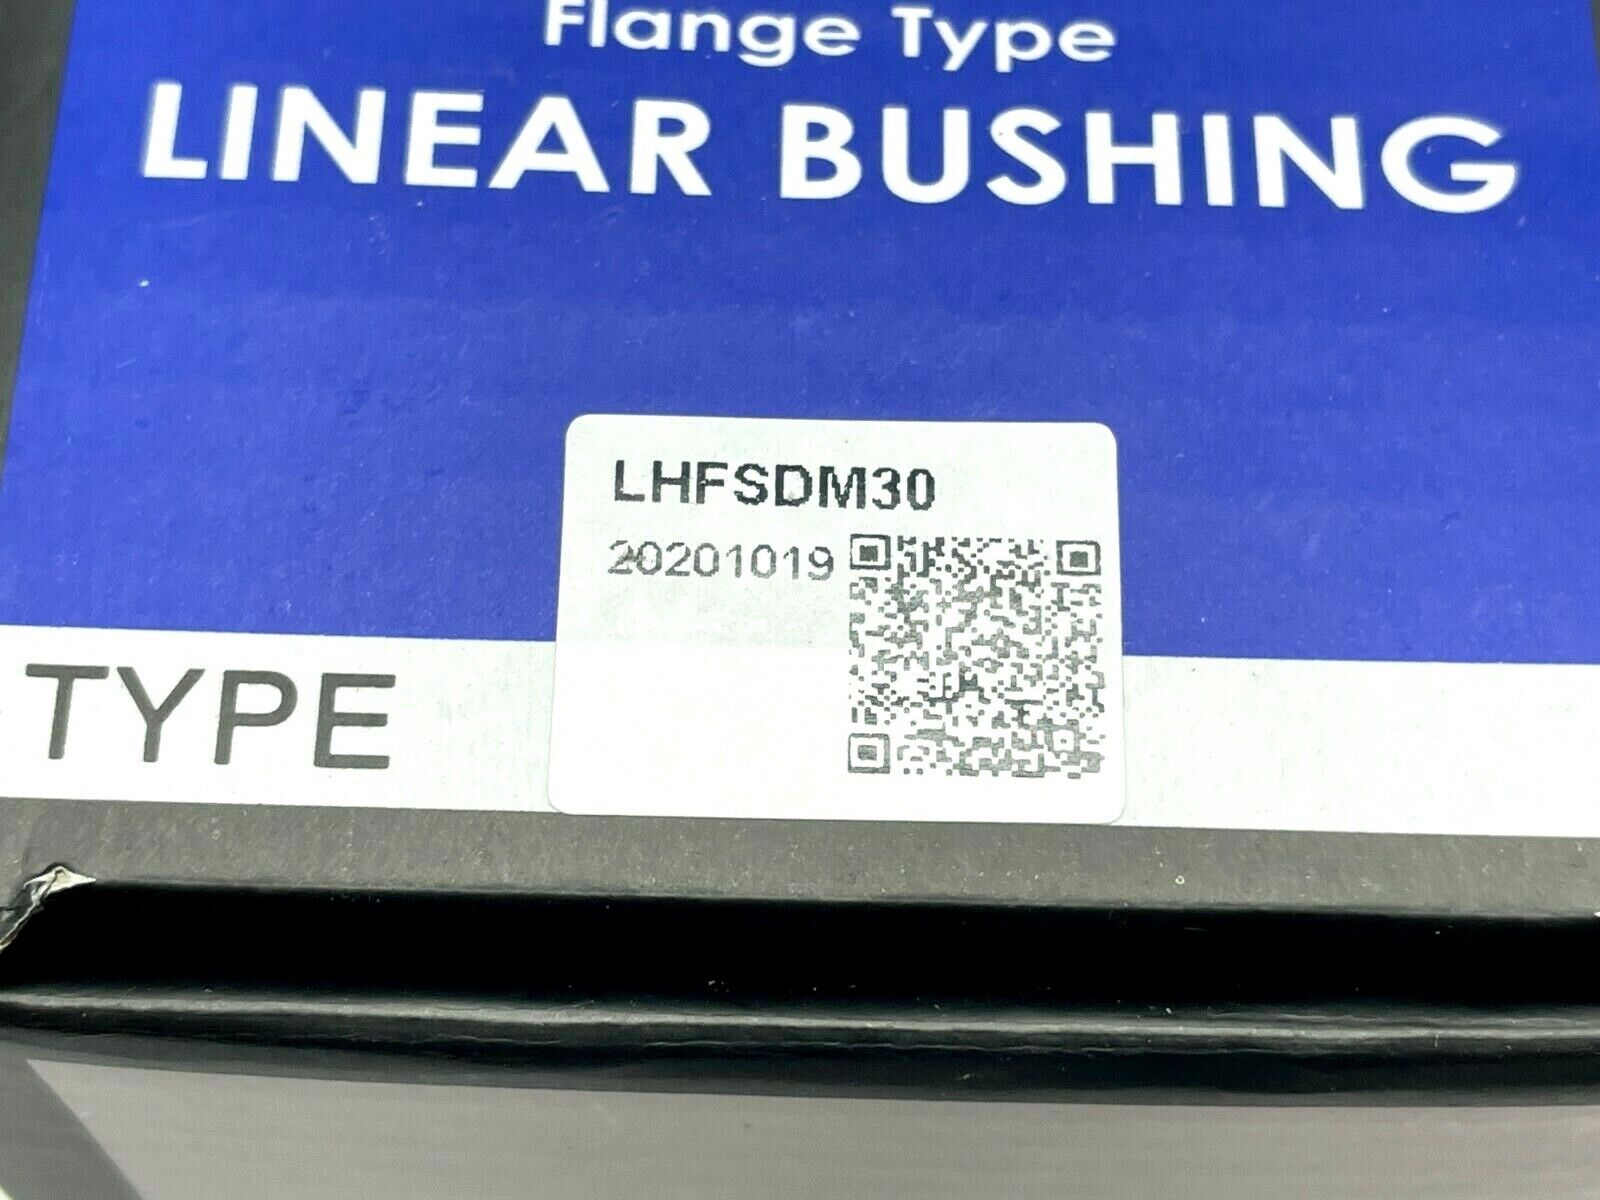 Flange Type
LINEAR BUSHING
LHFSDM30
20201019
TYPE